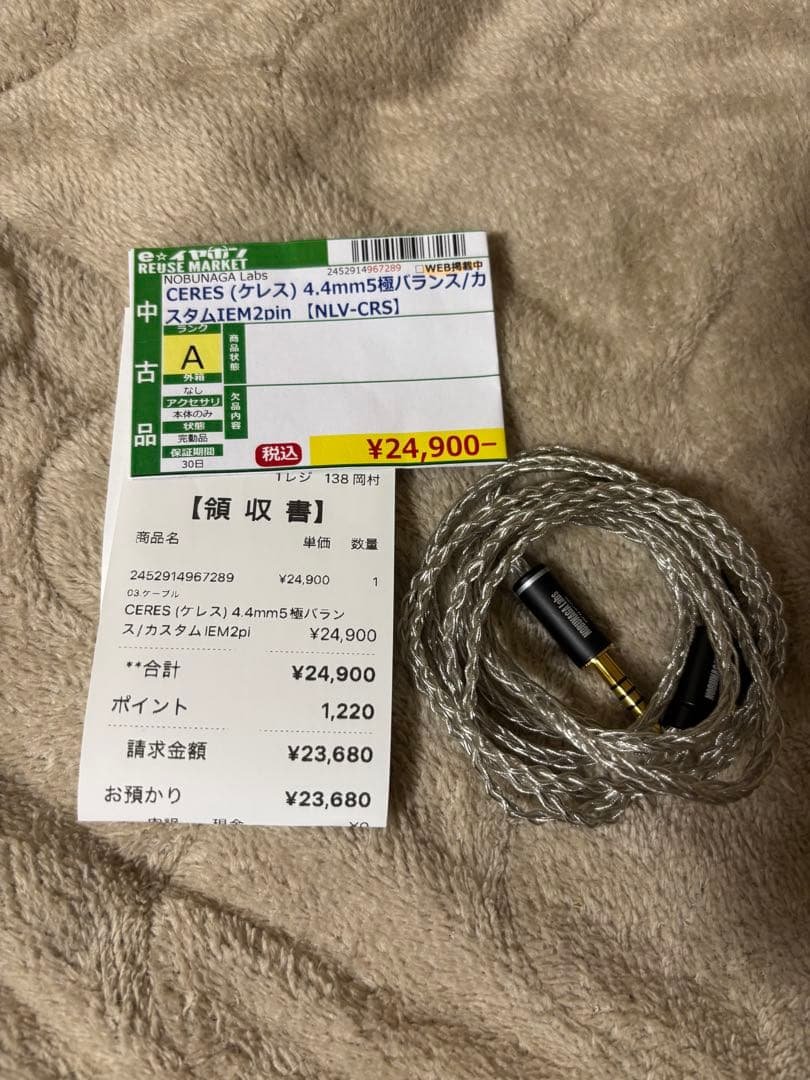 e☆イヤホン
REUSE MARKET
中古品
NOBUNAGA Labs
2452914967289
□WEB掲載中
CERES (ケレス) 4.4mm5極バランス/カ
スタムIEM2pin 【NLV-CRS】
ランク
A
商品状態
外箱
なし
アクセサリ
本体のみ
欠品内容
状態
完動品
保証期間
30日
税込
¥24,900−
1レジ 138 岡村
【領収書】
商品名 単価 数量
2452914967289 ¥24,900 1
03.ケーブル
CERES (ケレス) 4.4mm5極バラン
ス/カスタムIEM2pi ¥24,900
**合計 ¥24,900
ポイント 1,220
請求金額 ¥23,680
お預かり ¥23,680
NOBUNAGA Labs